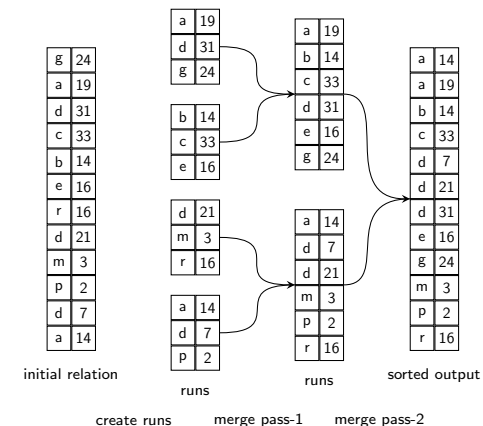 g 24
a 19
d 31
c 33
b 14
e 16
r 16
d 21
m 3
p 2
d 7
a 14
initial relation
a 19
d 31
g 24
b 14
c 33
e 16
d 21
m 3
r 16
a 14
d 7
p 2
runs
create runs
a 19
b 14
c 33
d 31
e 16
g 24
a 14
d 7
d 21
m 3
p 2
r 16
runs
merge pass-1
a 14
a 19
b 14
c 33
d 7
d 21
d 31
e 16
g 24
m 3
p 2
r 16
sorted output
merge pass-2